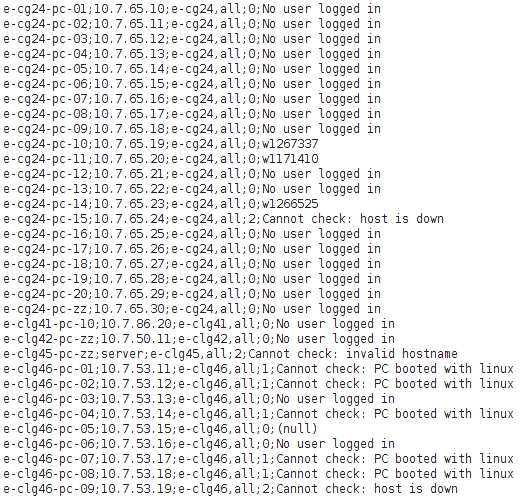 e-cg24-pc-01;10.7.65.10;e-cg24,all;0;No user logged in
e-cg24-pc-02;10.7.65.11;e-cg24,all;0;No user logged in
e-cg24-pc-03;10.7.65.12;e-cg24,all;0;No user logged in
e-cg24-pc-04;10.7.65.13;e-cg24,all;0;No user logged in
e-cg24-pc-05;10.7.65.14;e-cg24,all;0;No user logged in
e-cg24-pc-06;10.7.65.15;e-cg24,all;0;No user logged in
e-cg24-pc-07;10.7.65.16;e-cg24,all;0;No user logged in
e-cg24-pc-08;10.7.65.17;e-cg24,all;0;No user logged in
e-cg24-pc-09;10.7.65.18;e-cg24,all;0;No user logged in
e-cg24-pc-10;10.7.65.19;e-cg24,all;0;w1267337
e-cg24-pc-11;10.7.65.20;e-cg24,all;0;w1171410
e-cg24-pc-12;10.7.65.21;e-cg24,all;0;No user logged in
e-cg24-pc-13;10.7.65.22;e-cg24,all;0;No user logged in
e-cg24-pc-14;10.7.65.23;e-cg24,all;0;w1266525
e-cg24-pc-15;10.7.65.24;e-cg24,all;2;Cannot check: host is down
e-cg24-pc-16;10.7.65.25;e-cg24,all;0;No user logged in
e-cg24-pc-17;10.7.65.26;e-cg24,all;0;No user logged in
e-cg24-pc-18;10.7.65.27;e-cg24,all;0;No user logged in
e-cg24-pc-19;10.7.65.28;e-cg24,all;0;No user logged in
e-cg24-pc-20;10.7.65.29;e-cg24,all;0;No user logged in
e-cg24-pc-zz;10.7.65.30;e-cg24,all;0;No user logged in
e-clg41-pc-10;10.7.86.20;e-clg41,all;0;No user logged in
e-clg42-pc-zz;10.7.50.11;e-clg42,all;0;No user logged in
e-clg45-pc-zz;server;e-clg45,all;2;Cannot check: invalid hostname
e-clg46-pc-01;10.7.53.11;e-clg46,all;1;Cannot check: PC booted with linux
e-clg46-pc-02;10.7.53.12;e-clg46,all;1;Cannot check: PC booted with linux
e-clg46-pc-03;10.7.53.13;e-clg46,all;0;No user logged in
e-clg46-pc-04;10.7.53.14;e-clg46,all;1;Cannot check: PC booted with linux
e-clg46-pc-05;10.7.53.15;e-clg46,all;0;(null)
e-clg46-pc-06;10.7.53.16;e-clg46,all;0;No user logged in
e-clg46-pc-07;10.7.53.17;e-clg46,all;1;Cannot check: PC booted with linux
e-clg46-pc-08;10.7.53.18;e-clg46,all;1;Cannot check: PC booted with linux
e-clg46-pc-09;10.7.53.19;e-clg46,all;2;Cannot check: host is down